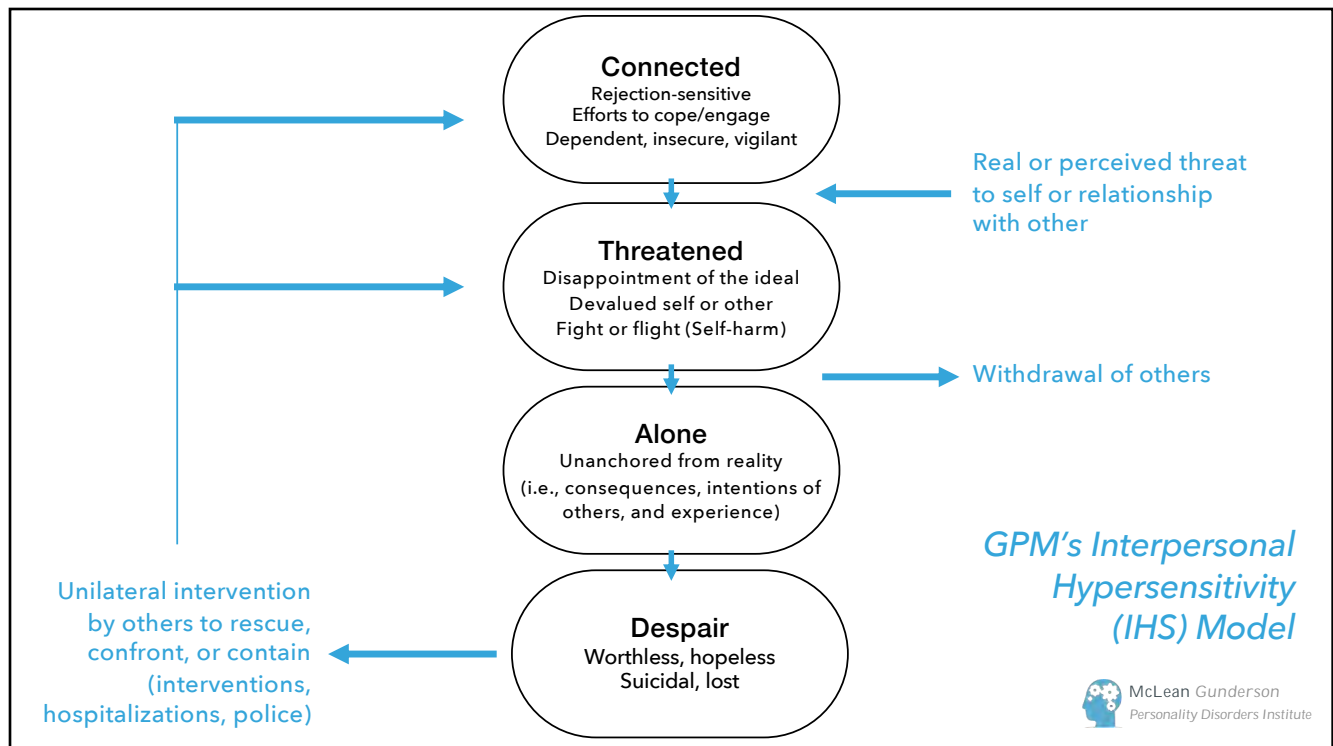 Connected
Rejection-sensitive
Efforts to cope/engage
Dependent, insecure, vigilant
Real or perceived threat
to self or relationship
with other
Threatened
Disappointment of the ideal
Devalued self or other
Fight or flight (Self-harm)
Withdrawal of others
Alone
Unanchored from reality
(i.e., consequences, intentions of
others, and experience)
Unilateral intervention
by others to rescue,
confront, or contain
(interventions,
hospitalizations, police)
Despair
Worthless, hopeless
Suicidal, lost
GPM's Interpersonal
Hypersensitivity
(IHS) Model
McLean Gunderson
Personality Disorders Institute